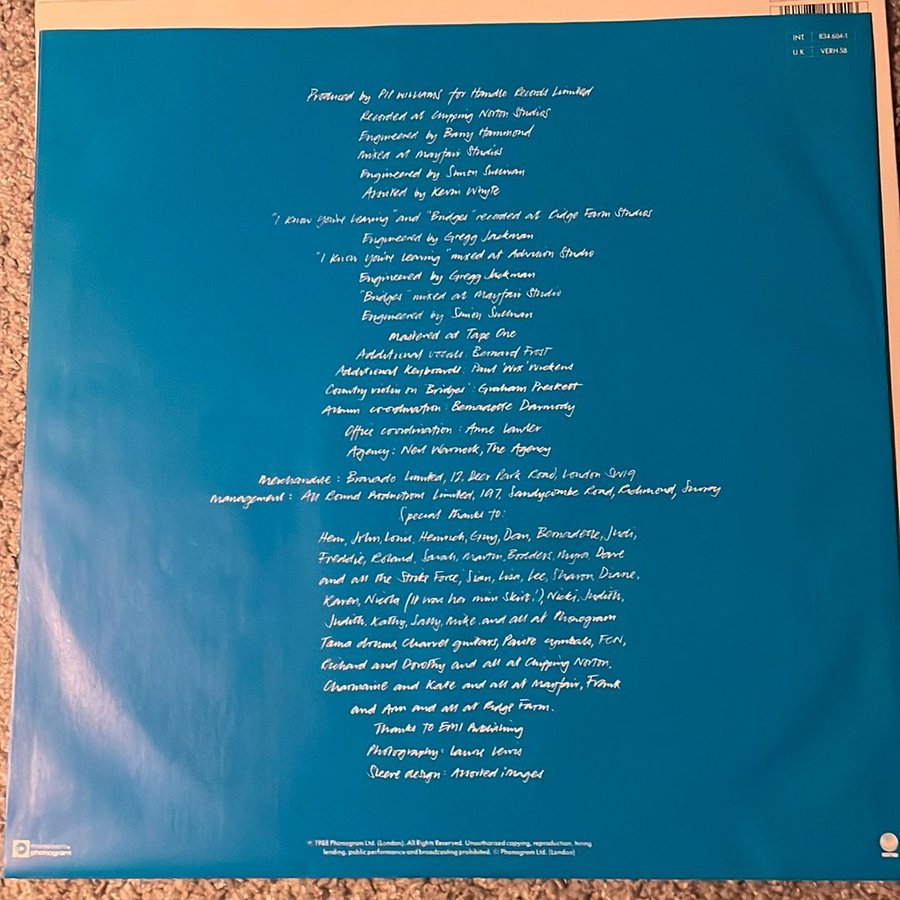 INT. 834 604-1
U.K. VERH 58
Produced by Pip WILLIAMS for Handle Records Limited
Recorded at Chipping Norton Studios
Engineered by Barry Hammond
Mixed at Mayfair Studios
Engineered by Simon Sullivan
Assisted by Kevin Whyte
"I Know You're Leaving" and "Bridges" recorded at Ridge Farm Studios
Engineered by Gregg Jackman
"I Know You're Leaving" mixed at Advision Studio
Engineered by Gregg Jackman
"Bridges" mixed at Mayfair Studio
Engineered by Simon Sullivan
Mastered at Tape One
Additional vocals: Bernard Frost
Additional Keyboards: Paul 'Wix' Wickens
Country violin on 'Bridges': Graham Preskett
Album co-ordination: Bernadette Darmody
Office coordination: Anne Lawler
Agency: Neil Warnock, The Agency
Merchandise: Bravado Limited, 12, Deer Park Road, London SW19
Management: All Round Productions Limited, 197, Sandycombe Road, Richmond, Surrey
Special thanks to:
John, Louis, Heinrich, Guy, Dan, Bernadette, Judi,
Freddie, Roland, Sarah, Martin, Bodders, Myra, Dave
and all the Strike Force, Sian, Lisa, Lee, Sharon, Diane,
Karen, Nicola (it was her mini skirt!), Nicki, Judith,
Judith, Kathy, Sally, Mike and all at Phonogram
Tama drums, Charvel guitars, Paiste cymbals, FCN,
Richard and Dorothy and all at Chipping Norton.
Charmaine and Kate and all at Mayfair, Frank
and Ann and all at Ridge Farm.
Thanks to EMI Publishing
Photography: Laurie Lewis
Sleeve design: Assorted images
℗ 1988 Phonogram Ltd. (London). All Rights Reserved. Unauthorised copying, reproduction, hiring
lending, public performance and broadcasting prohibited. © Phonogram Ltd. (London)
marketed by
phonogram